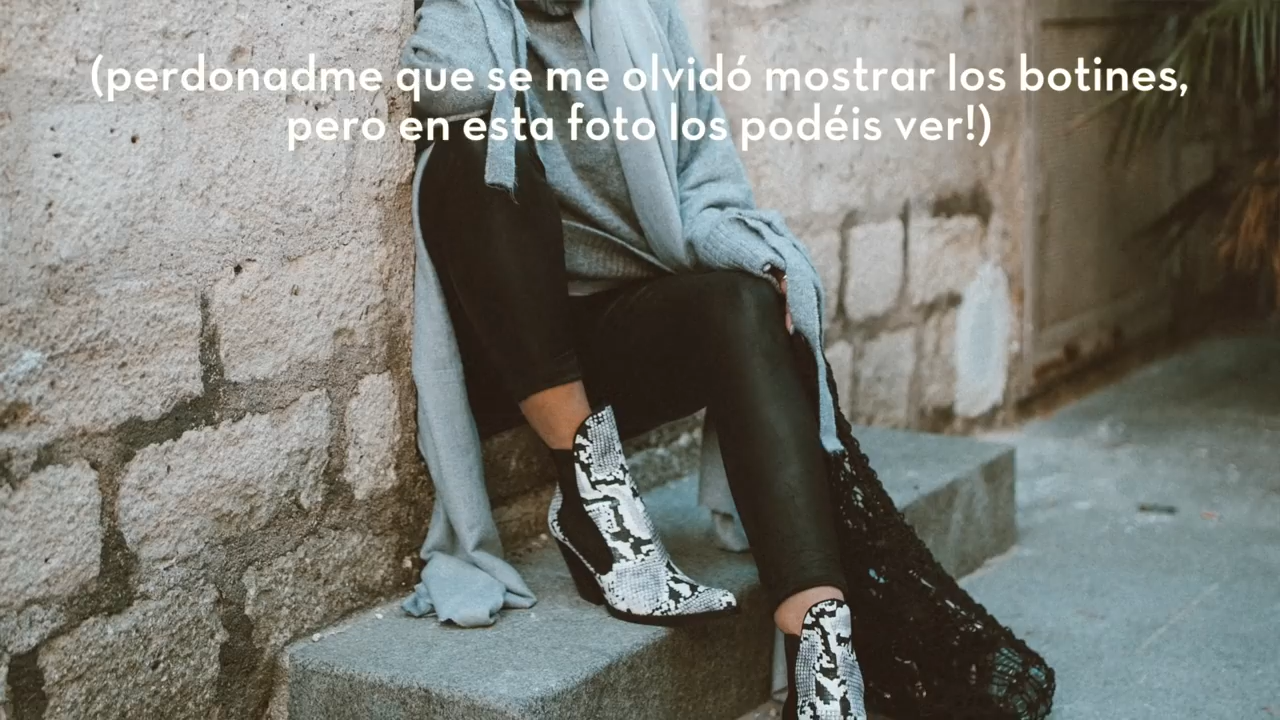 (perdonadme que se me olvidó mostrar los botines,
pero en esta foto los podéis ver!)